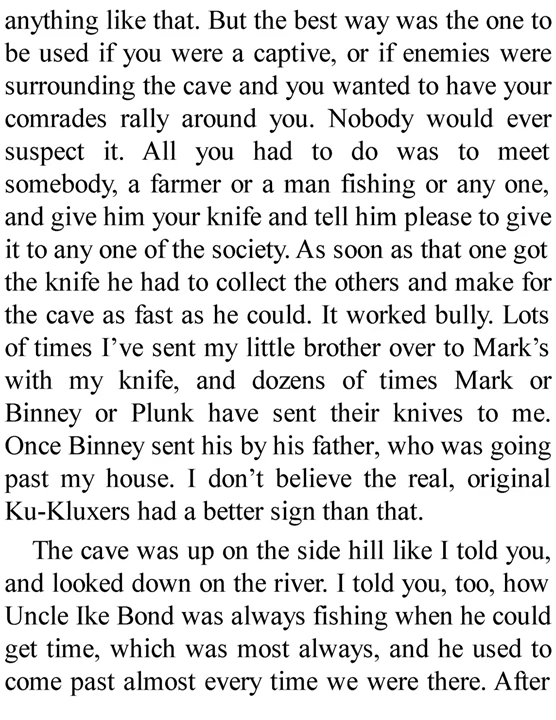 anything like that. But the best way was the one to
be used if you were a captive, or if enemies were
surrounding the cave and you wanted to have your
comrades rally around you. Nobody would ever
suspect it. All you had to do was to meet
somebody, a farmer or a man fishing or any one,
and give him your knife and tell him please to give
it to any one of the society. As soon as that one got
the knife he had to collect the others and make for
the cave as fast as he could. It worked bully. Lots
of times I’ve sent my little brother over to Mark’s
with my knife, and dozens of times Mark or
Binney or Plunk have sent their knives to me.
Once Binney sent his by his father, who was going
past my house. I don’t believe the real, original
Ku-Kluxers had a better sign than that.
The cave was up on the side hill like I told you,
and looked down on the river. I told you, too, how
Uncle Ike Bond was always fishing when he could
get time, which was most always, and he used to
come past almost every time we were there. After